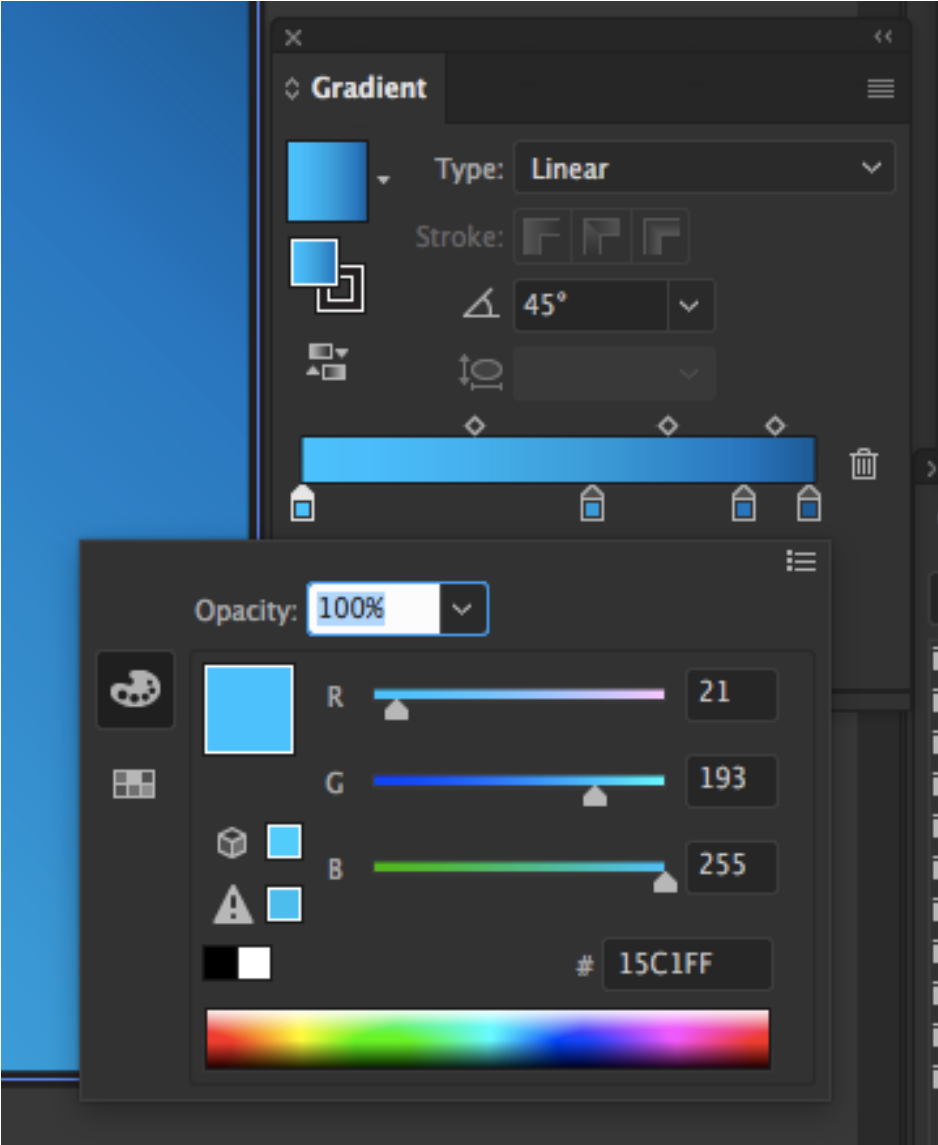 Gradient
Type: Linear
Stroke:
45°
Opacity: 100%
R 21
G 193
B 255
# 15C1FF